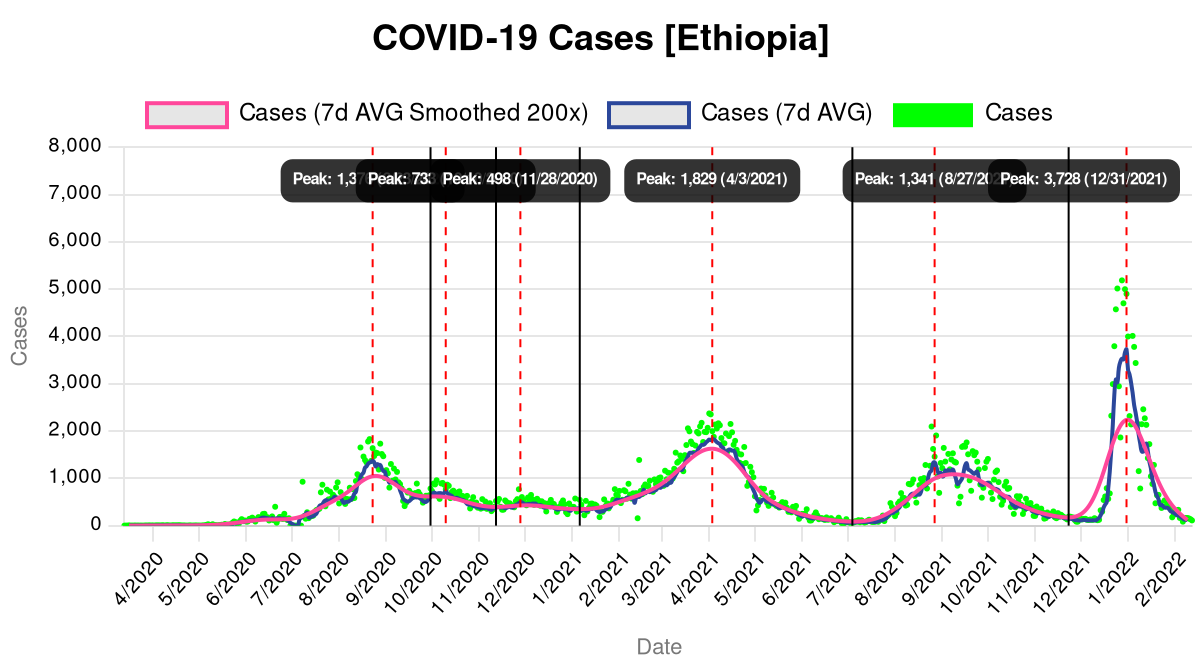 COVID-19 Cases [Ethiopia]
Cases (7d AVG Smoothed 200x) Cases (7d AVG) Cases
8,000
7,000
6,000
5,000
4,000
3,000
2,000
1,000
0
Peak: Peak: Peak: 498 (11/28/2020) Peak: 1,829 (4/3/2021) Peak: 1,341 Peak: 3,728 (12/31/2021)
Cases
4/2020 5/2020 6/2020 7/2020 8/2020 9/2020 10/2020 11/2020 12/2020 1/2021 2/2021 3/2021 4/2021 5/2021 6/2021 7/2021 8/2021 9/2021 10/2021 11/2021 12/2021 1/2022 2/2022
Date